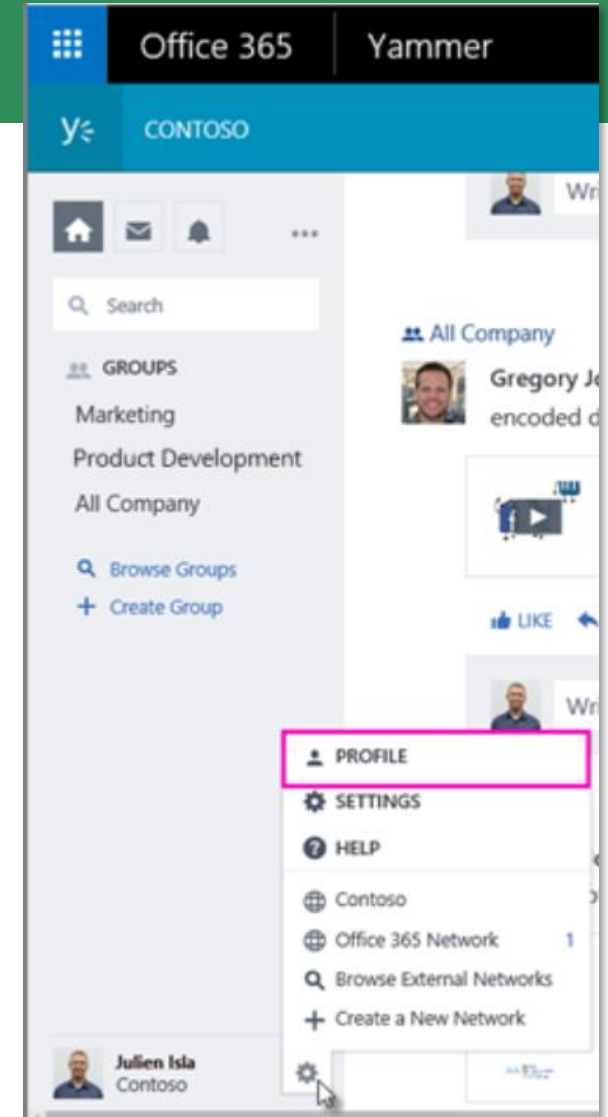 Office 365 Yammer
y CONTOSO
Search
GROUPS
Marketing
Product Development
All Company
Browse Groups
Create Group
Wri
All Company
Gregory Jo
encoded d
LIKE
Wri
PROFILE
SETTINGS
HELP
Contoso
Office 365 Network 1
Browse External Networks
Create a New Network
Julien Isla
Contoso